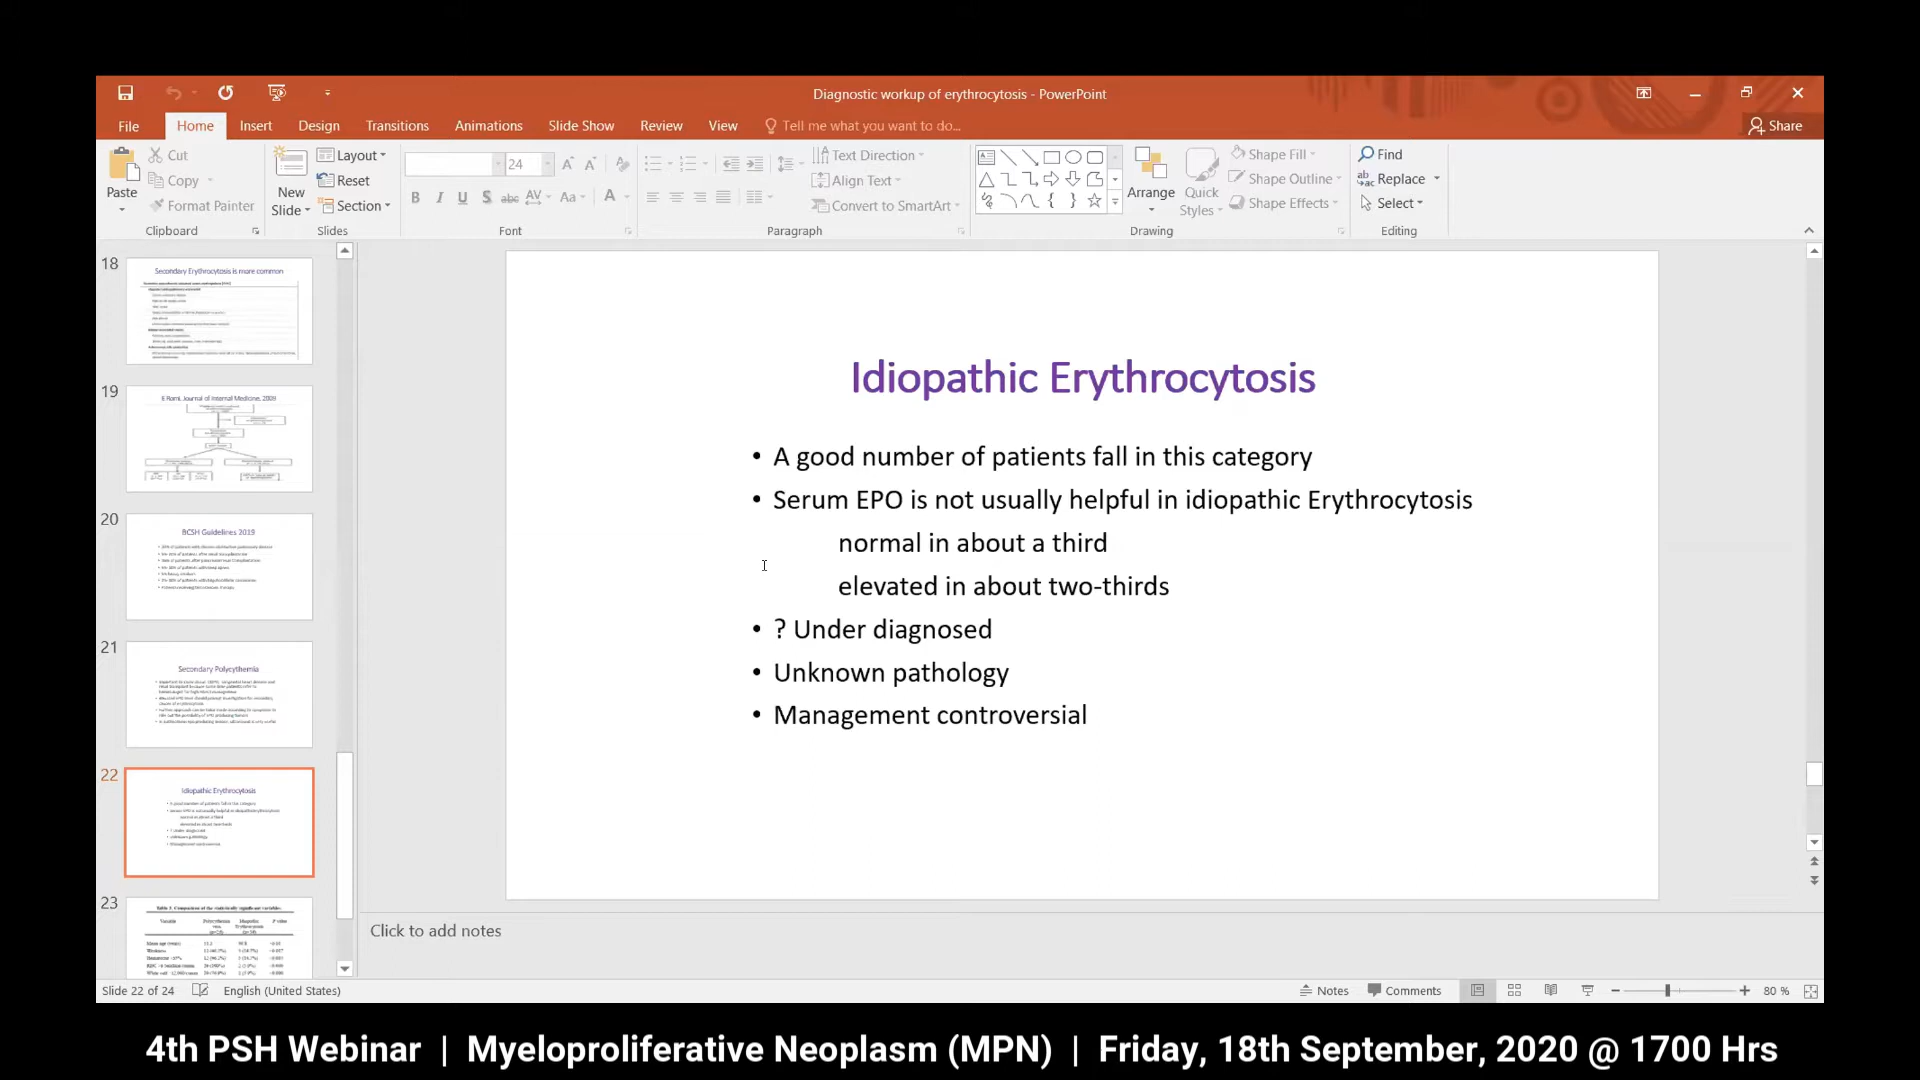 Diagnostic workup of erythrocytosis - PowerPoint
File Home Insert Design Transitions Animations Slide Show Review View Tell me what you want to do... Share
Paste
Cut
Copy
Format Painter
Clipboard
New Slide
Layout
Reset
Section
Slides
24
Font
Text Direction
Align Text
Convert to SmartArt
Paragraph
Arrange
Quick Styles
Shape Fill
Shape Outline
Shape Effects
Drawing
Find
Replace
Select
Editing
18
Secondary Erythrocytosis is more common
19
20
BCSH Guidelines 2019
21
Secondary Polycythemia
22
Idiopathic Erythrocytosis
23
Idiopathic Erythrocytosis
• A good number of patients fall in this category
• Serum EPO is not usually helpful in idiopathic Erythrocytosis
normal in about a third
elevated in about two-thirds
• ? Under diagnosed
• Unknown pathology
• Management controversial
Click to add notes
Slide 22 of 24 English (United States) Notes Comments 80 %
4th PSH Webinar | Myeloproliferative Neoplasm (MPN) | Friday, 18th September, 2020 @ 1700 Hrs